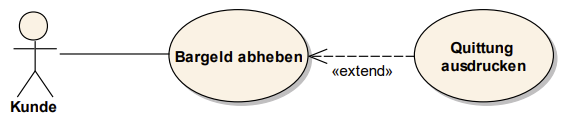 Bargeld abheben
Quittung
ausdrucken
«extend»
Kunde